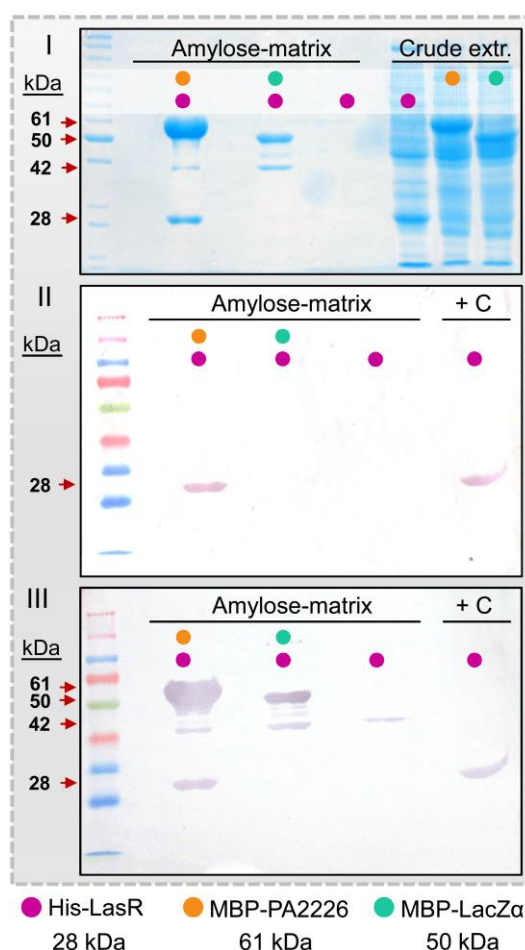 I
Amylose-matrix Crude extr.
kDa
61
50
42
28
II
Amylose-matrix + C
kDa
28
III
Amylose-matrix + C
kDa
61
50
42
28
His-LasR MBP-PA2226 MBP-LacZα
28 kDa 61 kDa 50 kDa